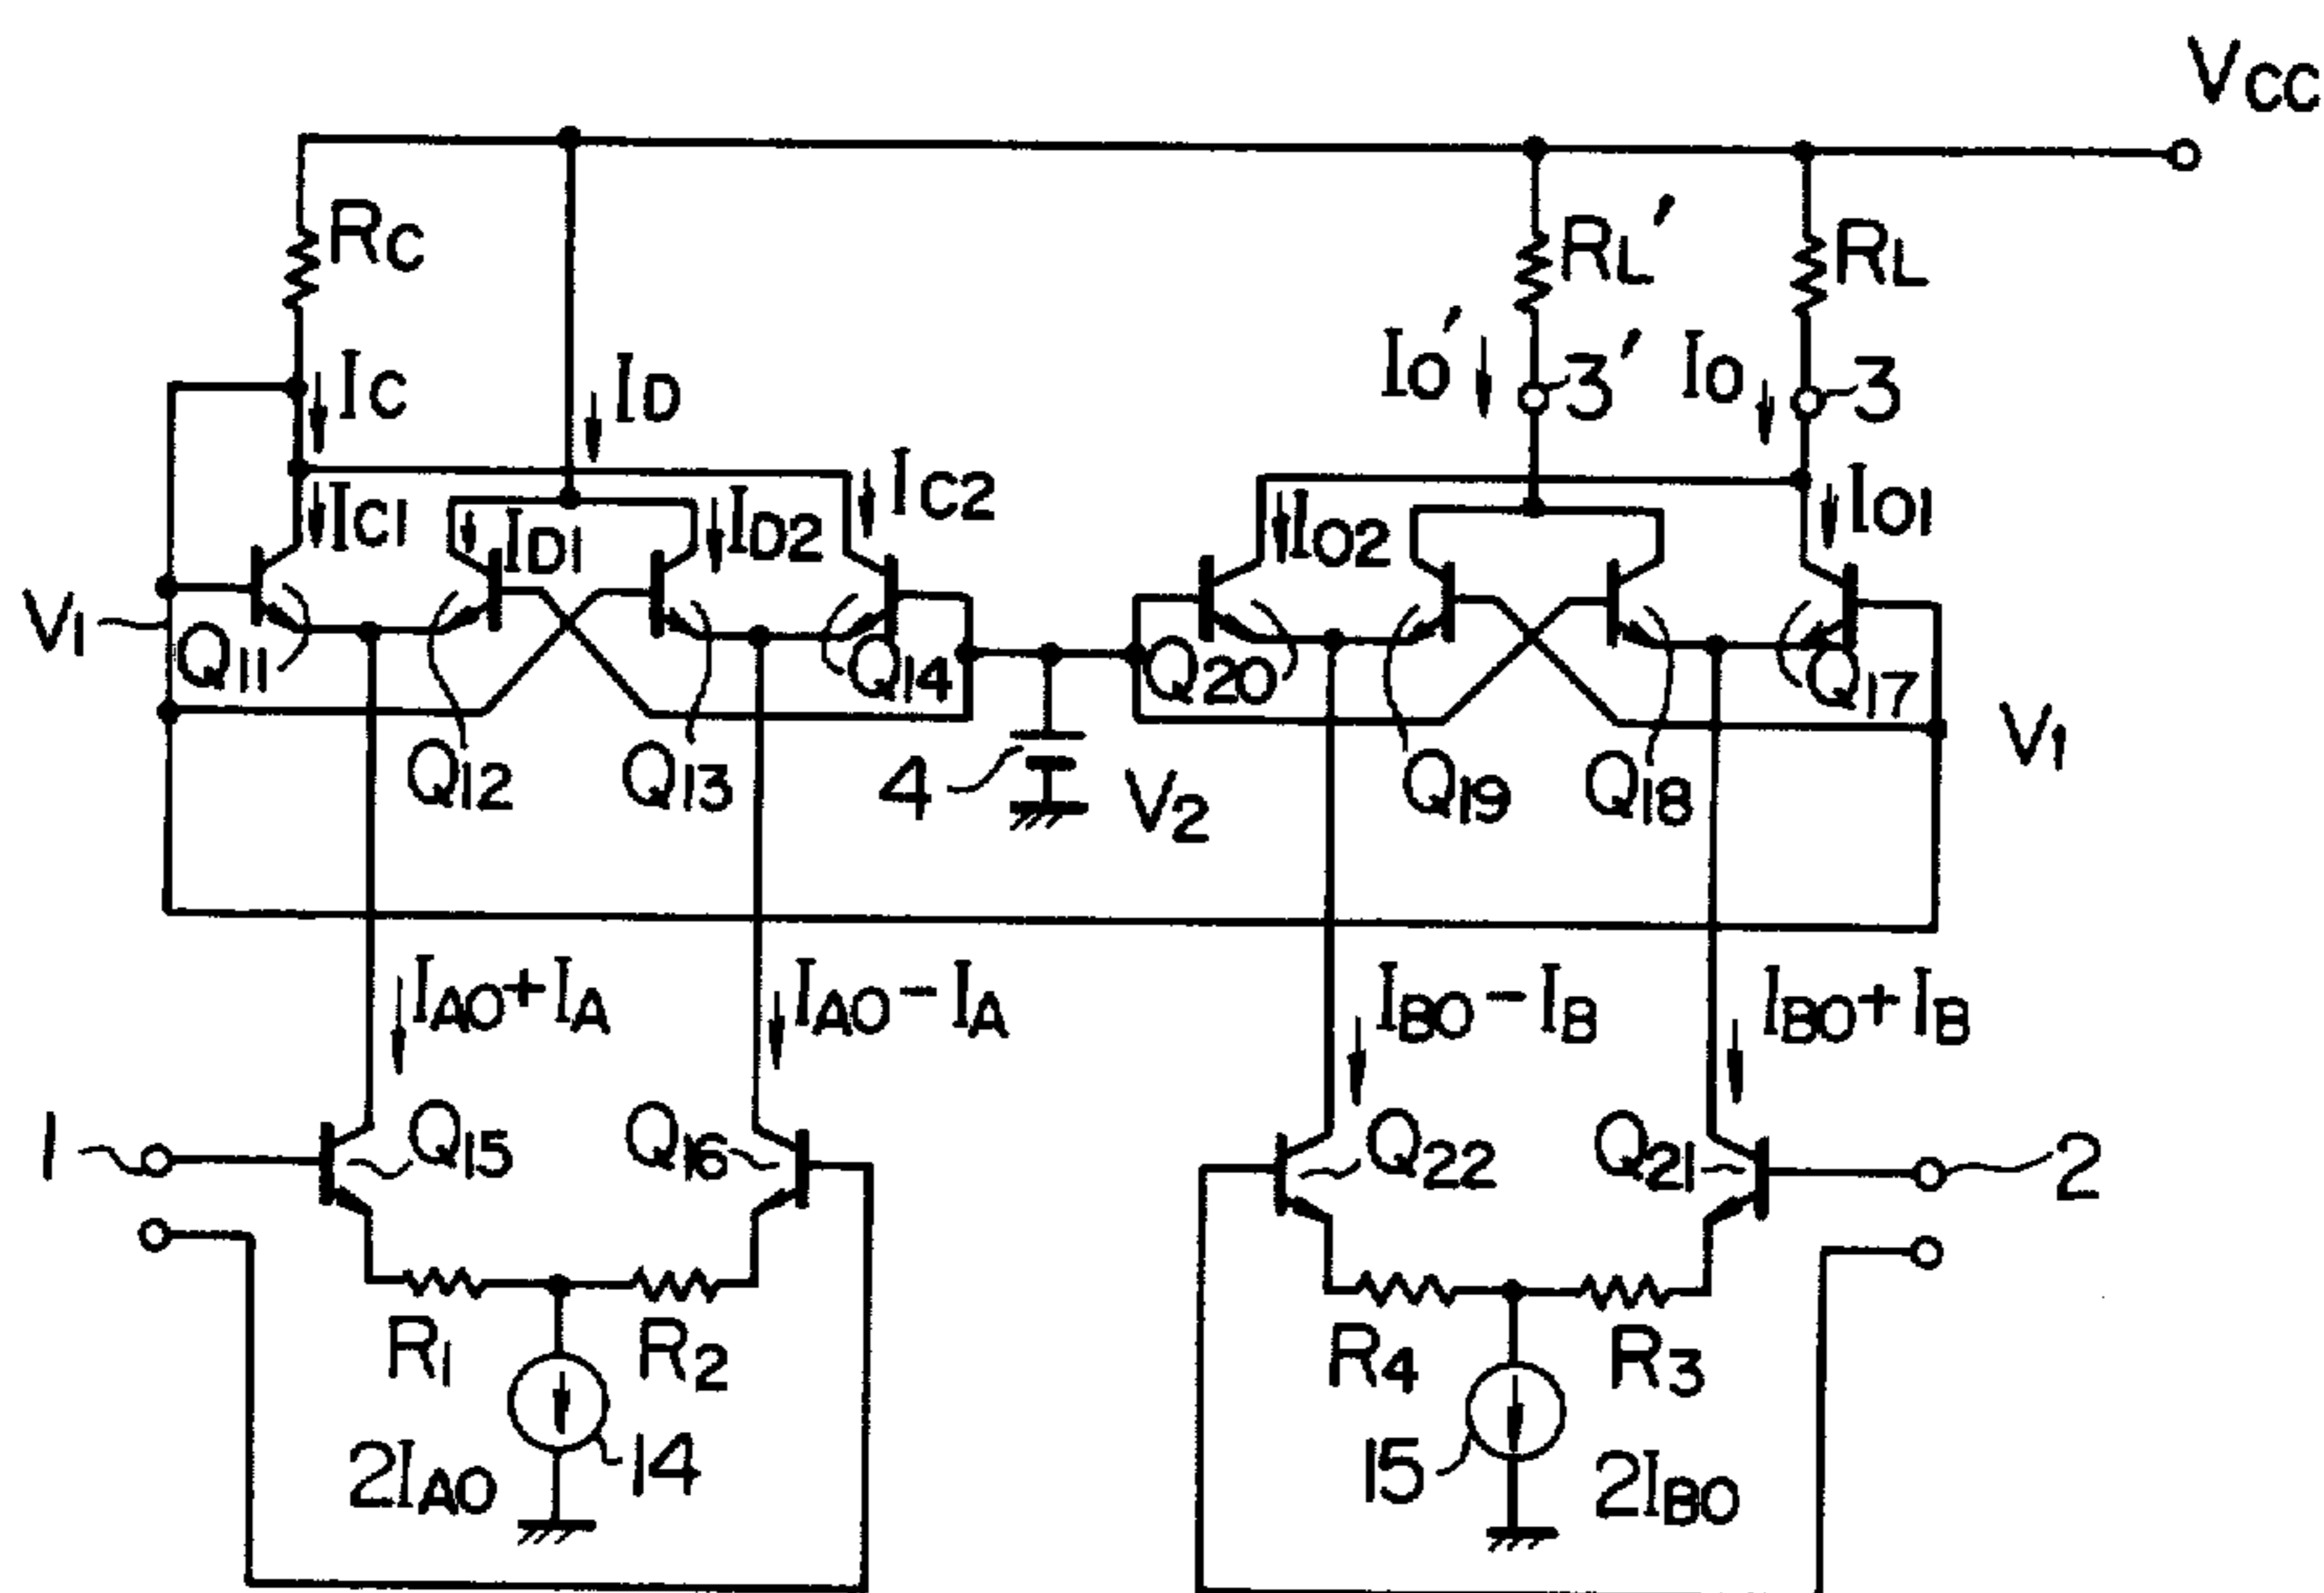 VCC
RC
RL'
RL
IC
ID
IO'
3'
IO
3
IC1
ID1
ID2
IC2
IO2
IO1
V1
Q11
Q14
Q20
Q17
Q12
Q13
4
V2
Q19
Q18
V1
IAO+IA
IAO-IA
IBO-IB
IBO+IB
1
Q15
Q16
Q22
Q21
2
R1
R2
R4
R3
2IAO
14
15
2IBO